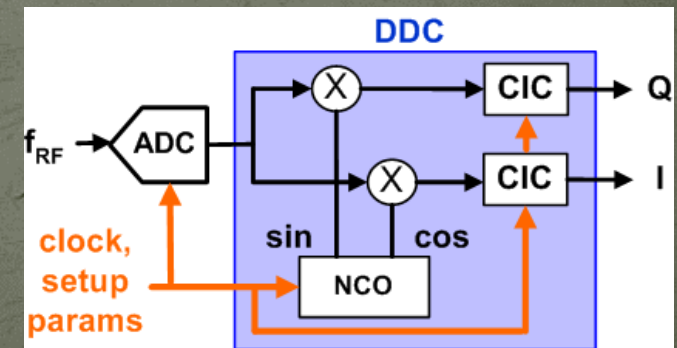 DDC
X
CIC
Q
fRF
ADC
X
CIC
I
clock,
setup
params
sin
cos
NCO